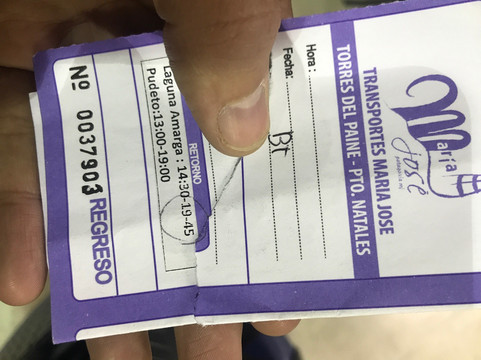 María
José
TRANSPORTES MARIA JOSE
TORRES DEL PAINE - PTO. NATALES
Hora :
Fecha:
Bt
RETORNO
Laguna Amarga : 14:30-19-45
Pudeto:13:00-19:00
Nº 0037903 REGRESO